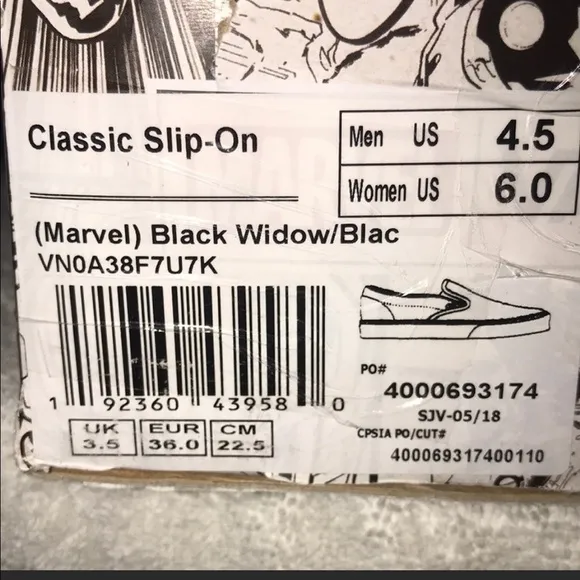 Classic Slip-On
Men US 4.5
Women US 6.0
(Marvel) Black Widow/Blac
VN0A38F7U7K
1 92360 43958 0
PO#
4000693174
SJV-05/18
CPSIA PO/CUT#
400069317400110
UK EUR CM
3.5 36.0 22.5